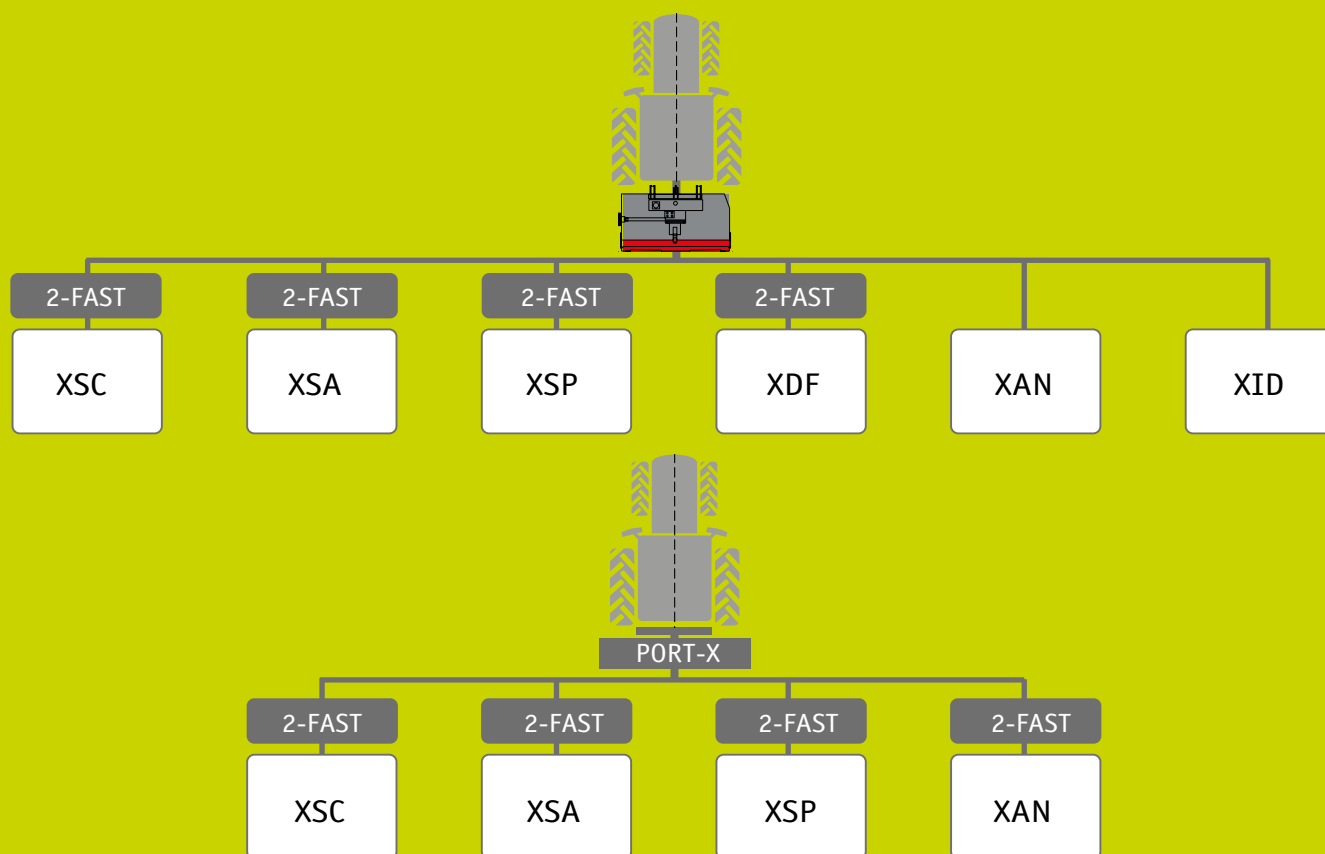 2-FAST 2-FAST 2-FAST 2-FAST
XSC XSA XSP XDF XAN XID
PORT-X
2-FAST 2-FAST 2-FAST 2-FAST
XSC XSA XSP XAN